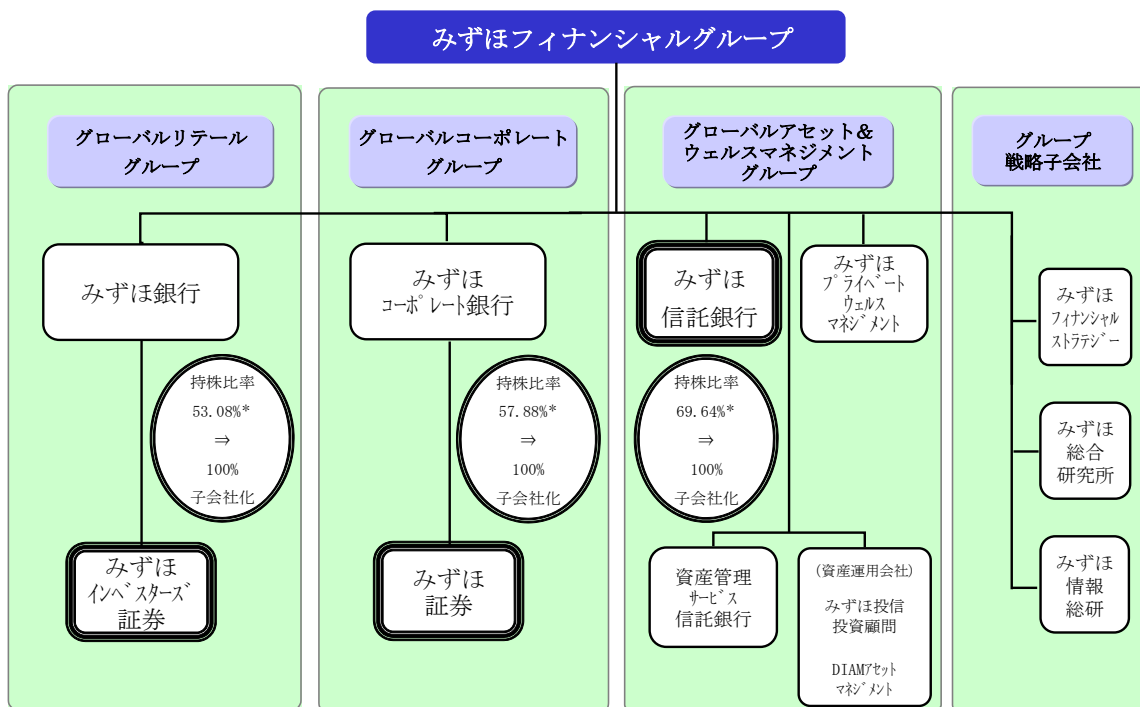 みずほフィナンシャルグループ
グローバルリテール
グループ
みずほ銀行
持株比率
53.08%*
⇒
100%
子会社化
みずほ
インベスターズ
証券
グローバルコーポレート
グループ
みずほ
コーポレート銀行
持株比率
57.88%*
⇒
100%
子会社化
みずほ
証券
グローバルアセット＆
ウェルスマネジメント
グループ
みずほ
信託銀行
持株比率
69.64%*
⇒
100%
子会社化
みずほ
プライベート
ウェルス
マネジメント
資産管理
サービス
信託銀行
(資産運用会社)
みずほ投信
投資顧問
DIAMアセット
マネジメント
グループ
戦略子会社
みずほ
フィナンシャル
ストラテジー
みずほ
総合
研究所
みずほ
情報
総研